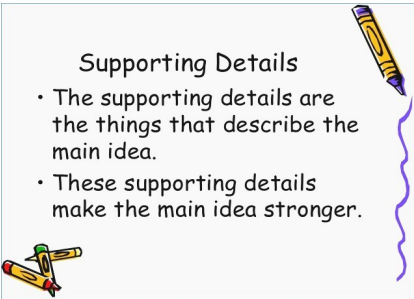 Supporting Details
• The supporting details are
the things that describe the
main idea.
• These supporting details
make the main idea stronger.